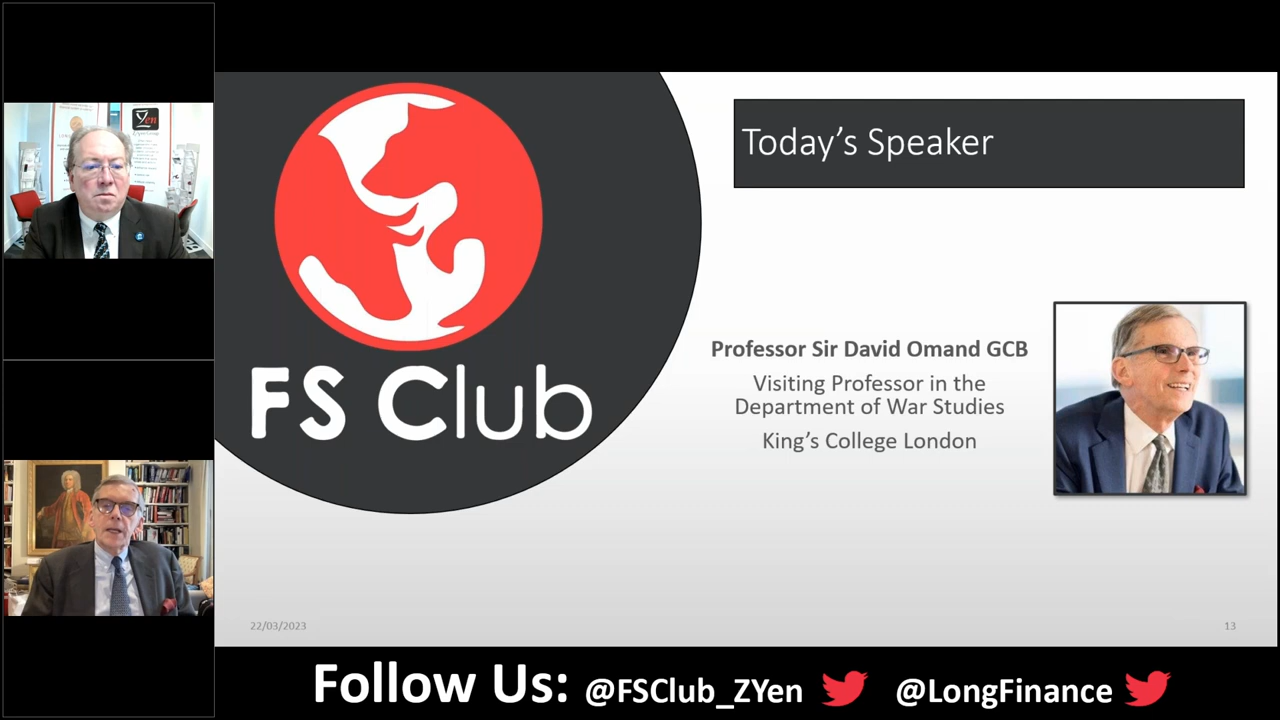 Today's Speaker
FS Club
Professor Sir David Omand GCB
Visiting Professor in the
Department of War Studies
King's College London
22/03/2023
13
Follow Us: @FSClub_ZYen @LongFinance